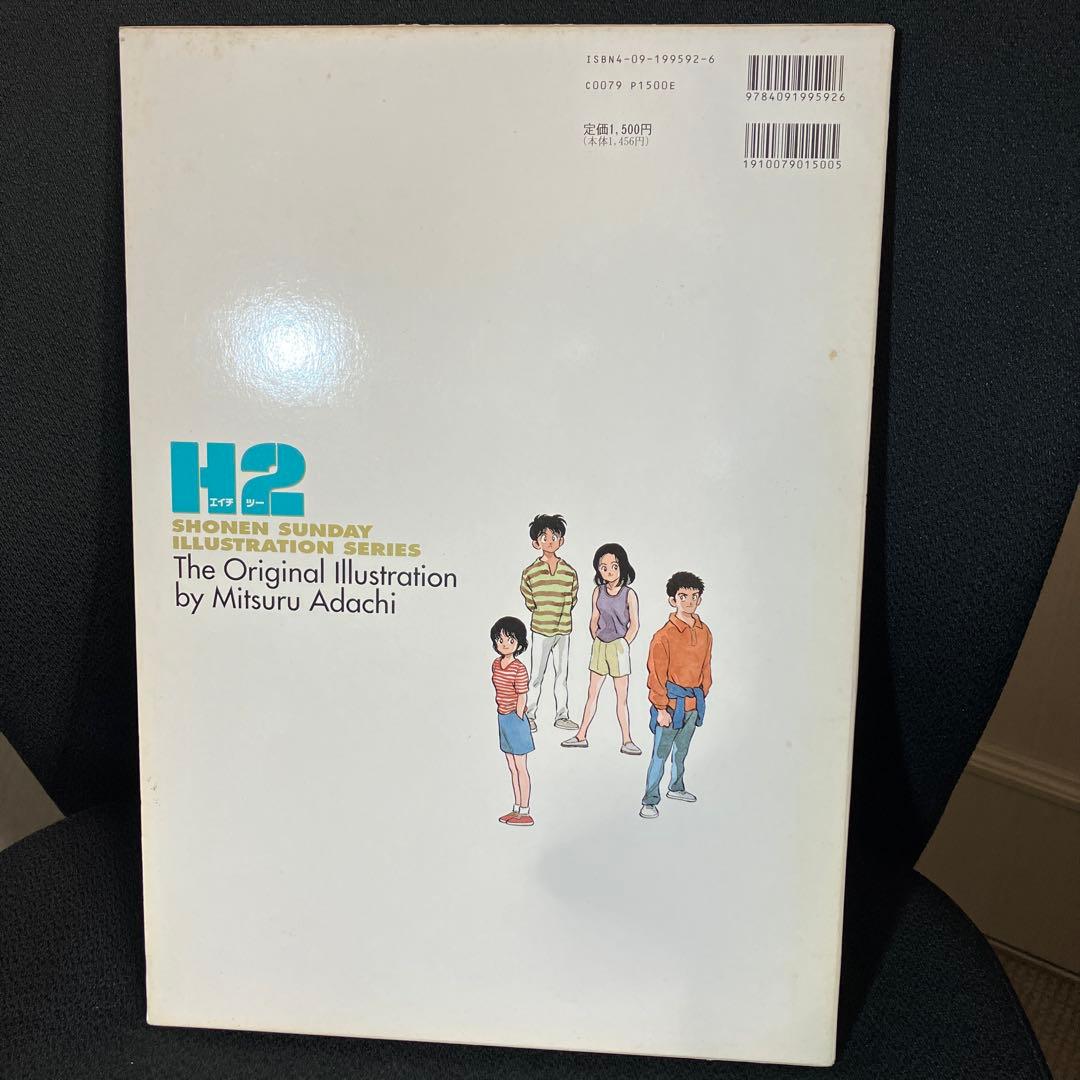 ISBN4-09-199592-6
C0079 P1500E
9784091995926
定価1,500円
(本体1,456円)
1910079015005
H2
エイチ ツー
SHONEN SUNDAY
ILLUSTRATION SERIES
The Original Illustration
by Mitsuru Adachi